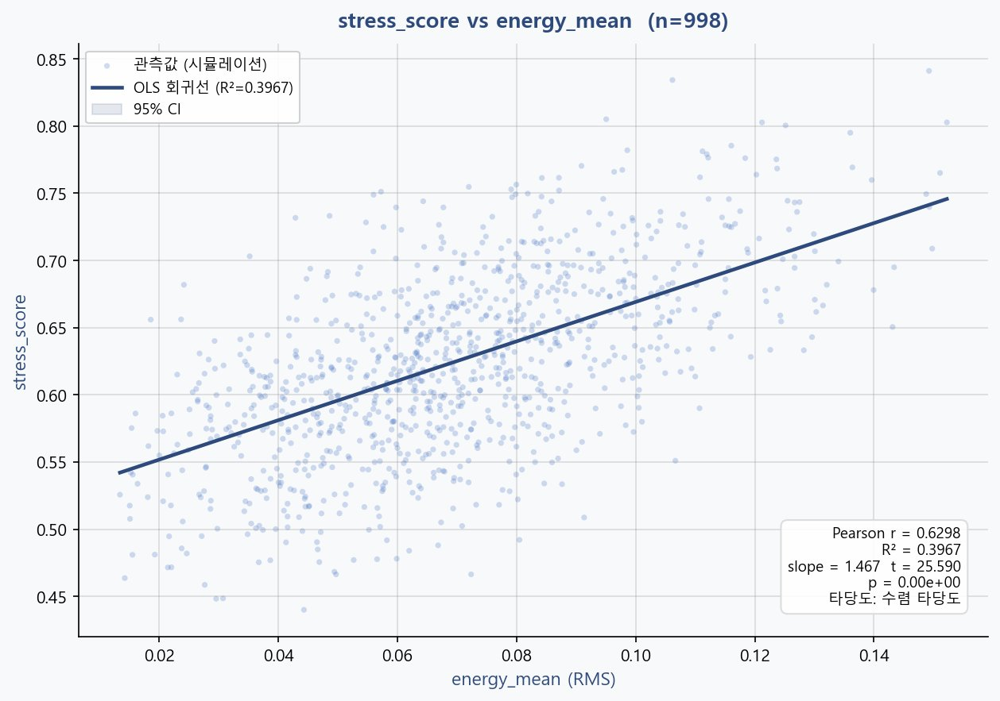 stress_score vs energy_mean (n=998)
관측값 (시뮬레이션)
OLS 회귀선 (R²=0.3967)
95% CI
0.85
0.80
0.75
0.70
0.65
0.60
0.55
0.50
0.45
stress_score
Pearson r = 0.6298
R² = 0.3967
slope = 1.467 t = 25.590
p = 0.00e+00
타당도: 수렴 타당도
0.02 0.04 0.06 0.08 0.10 0.12 0.14
energy_mean (RMS)